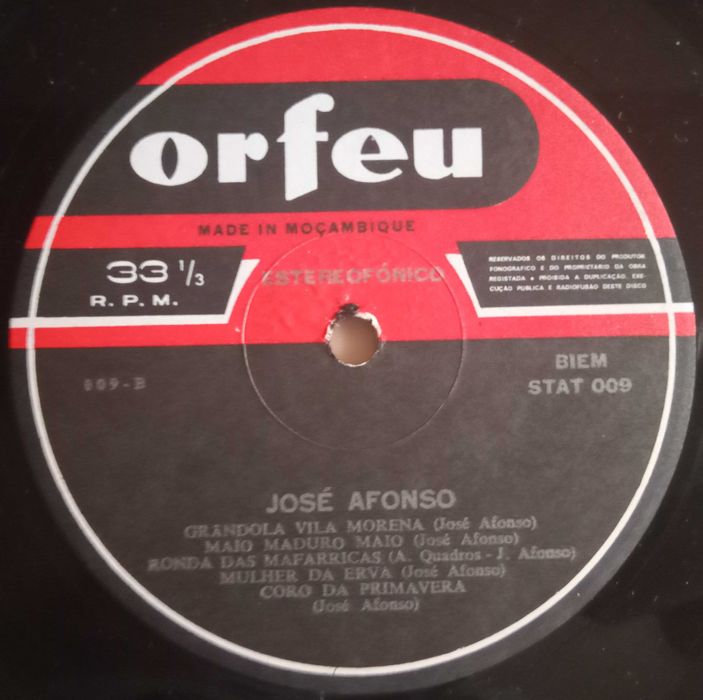 orfeu
MADE IN MOÇAMBIQUE
33 1/3
R. P. M.
ESTEREOFÓNICO
RESERVADOS OS DIREITOS DO PRODUTOR
FONOGRAFICO E DO PROPRIETARIO DA OBRA
REGISTADA • PROIBIDA A DUPLICAÇÃO, EXE-
CUÇÃO PUBLICA E RADIOFUSÃO DESTE DISCO
009-B
BIEM
STAT 009
JOSÉ AFONSO
GRÂNDOLA VILA MORENA (José Afonso)
MAIO MADURO MAIO (José Afonso)
RONDA DAS MAFARRICAS (A. Quadros - J. Afonso)
MULHER DA ERVA (José Afonso)
CORO DA PRIMAVERA
(José Afonso)